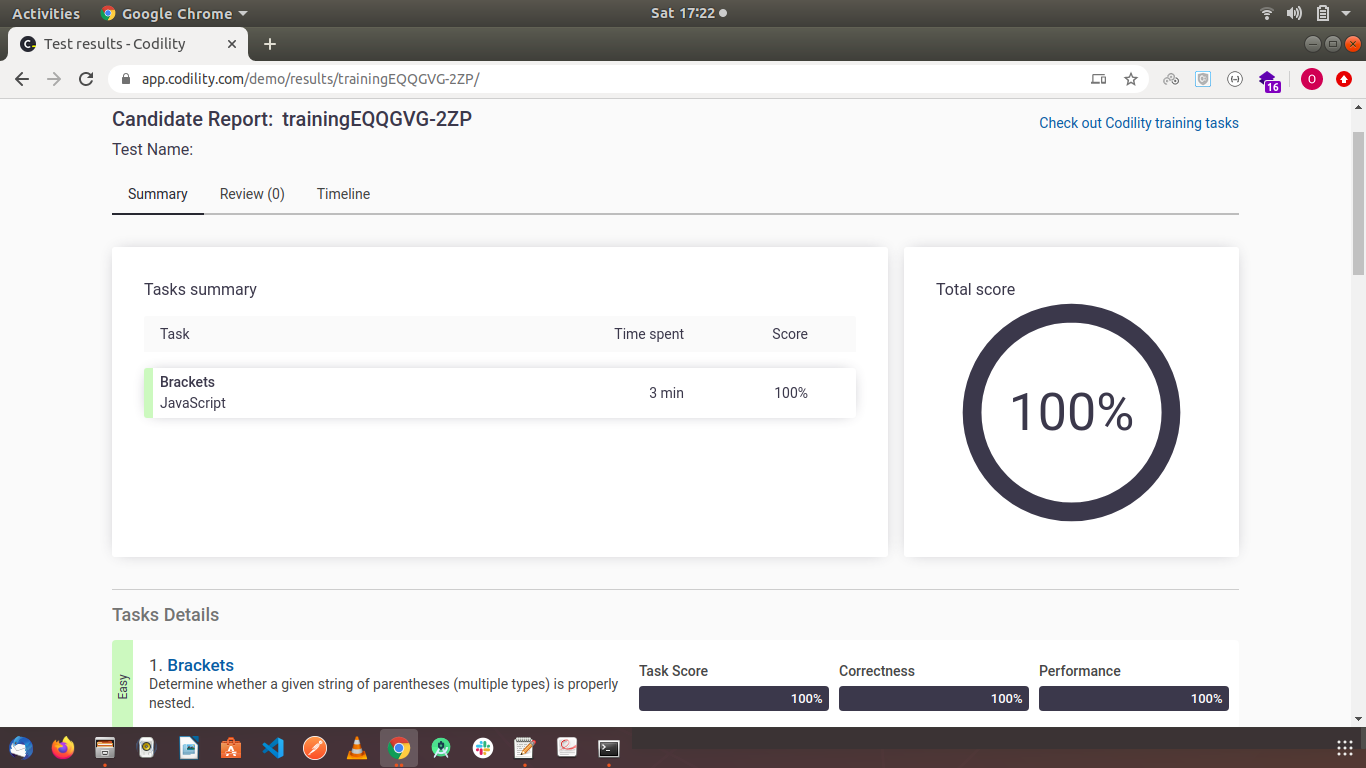 Activities
Google Chrome
Sat 17:22
Test results - Codility
app.codility.com/demo/results/trainingEQQGVG-2ZP/
16
O
Candidate Report: trainingEQQGVG-2ZP
Check out Codility training tasks
Test Name:
Summary
Review (0)
Timeline
Tasks summary
Task
Time spent
Score
Brackets
JavaScript
3 min
100%
Total score
100%
Tasks Details
Easy
1. Brackets
Determine whether a given string of parentheses (multiple types) is properly
nested.
Task Score
100%
Correctness
100%
Performance
100%